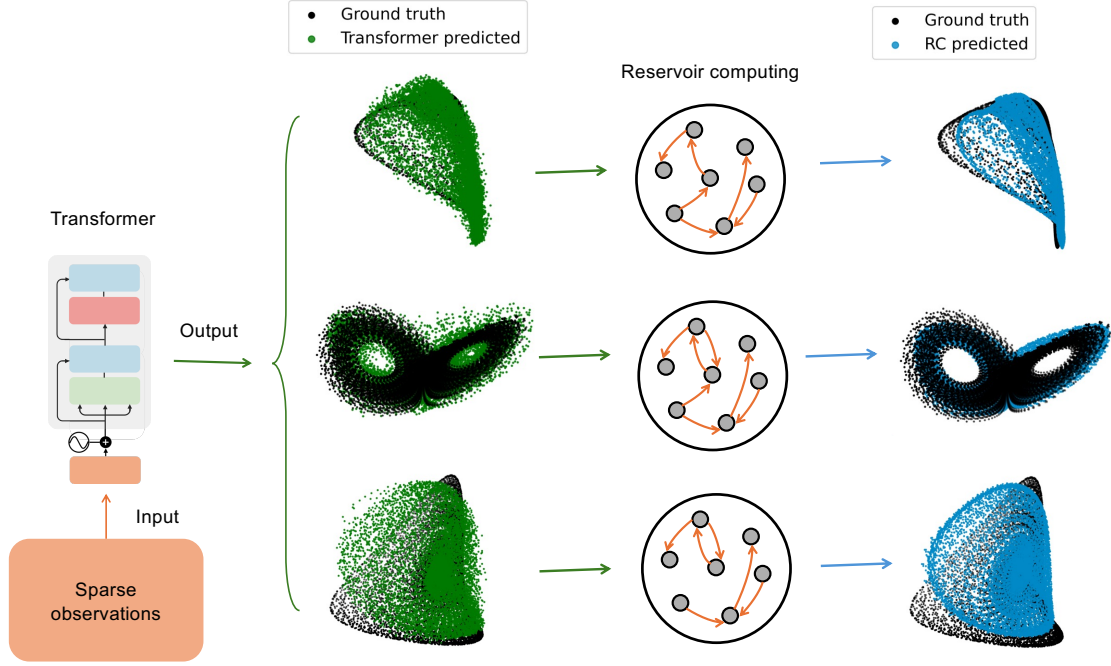 Ground truth
Transformer predicted
Ground truth
RC predicted
Reservoir computing
Transformer
Output
Input
Sparse
observations